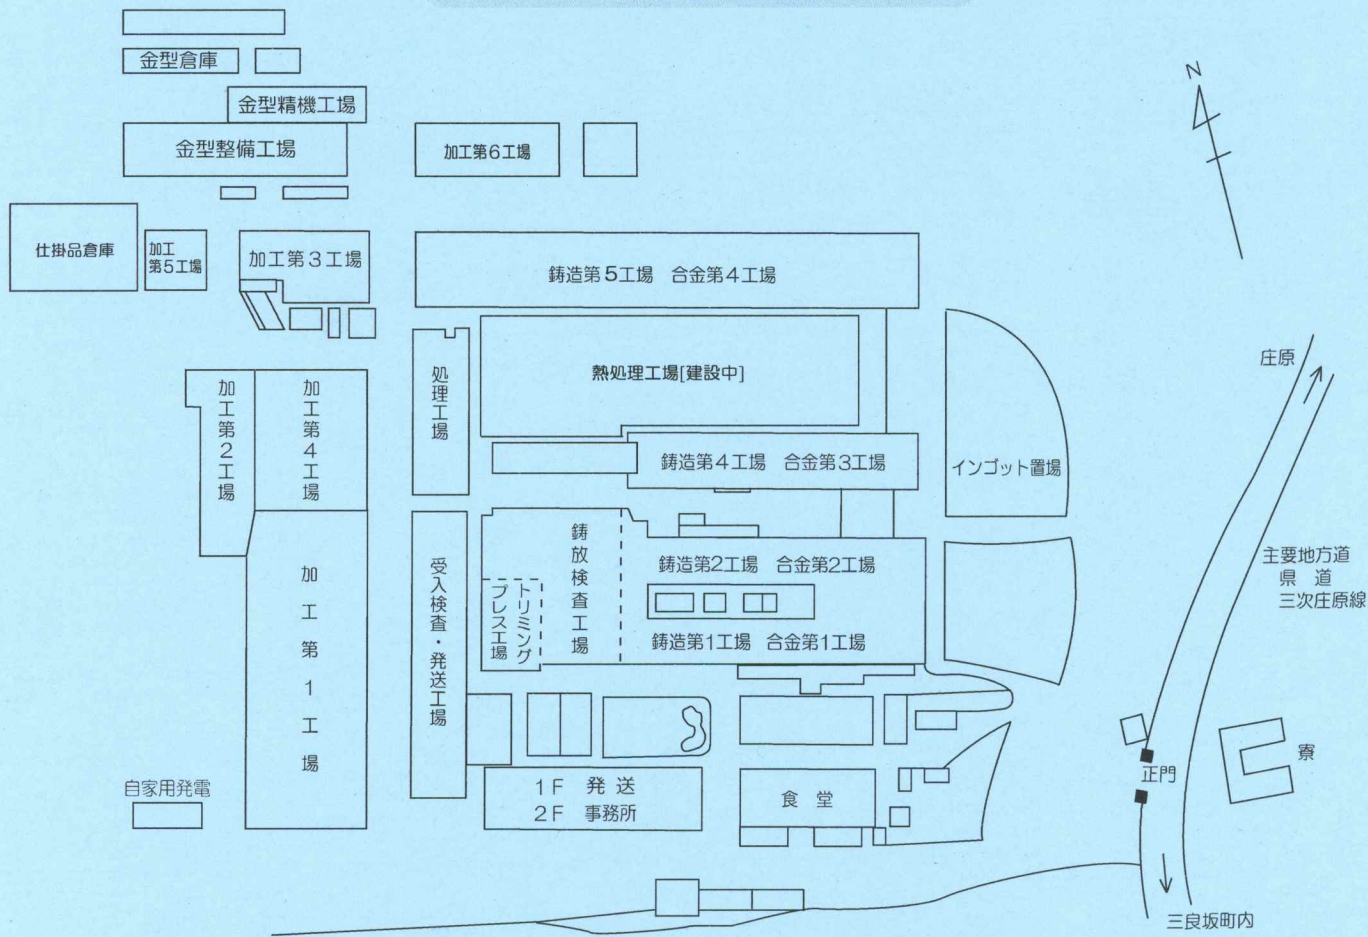 金型倉庫
金型精機工場
金型整備工場
加工第6工場
N
仕掛品倉庫
加工
第5工場
加工第3工場
鋳造第5工場 合金第4工場
処理工場
熱処理工場[建設中]
庄原
加工第2工場
加工第4工場
鋳造第4工場 合金第3工場
インゴット置場
加工第1工場
受入検査・発送工場
鋳放検査工場
トリミング
プレス工場
鋳造第2工場 合金第2工場
鋳造第1工場 合金第1工場
主要地方道
県 道
三次庄原線
自家用発電
1F 発 送
2F 事務所
食 堂
正門
寮
三良坂町内